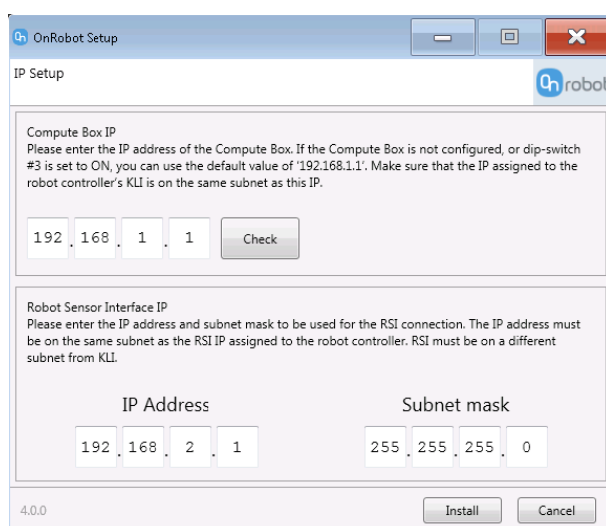 OnRobot Setup
IP Setup
On robot
Compute Box IP
Please enter the IP address of the Compute Box. If the Compute Box is not configured, or dip-switch
#3 is set to ON, you can use the default value of '192.168.1.1'. Make sure that the IP assigned to the
robot controller's KLI is on the same subnet as this IP.
192 . 168 . 1 . 1 Check
Robot Sensor Interface IP
Please enter the IP address and subnet mask to be used for the RSI connection. The IP address must
be on the same subnet as the RSI IP assigned to the robot controller. RSI must be on a different
subnet from KLI.
IP Address Subnet mask
192 . 168 . 2 . 1 255 . 255 . 255 . 0
4.0.0 Install Cancel